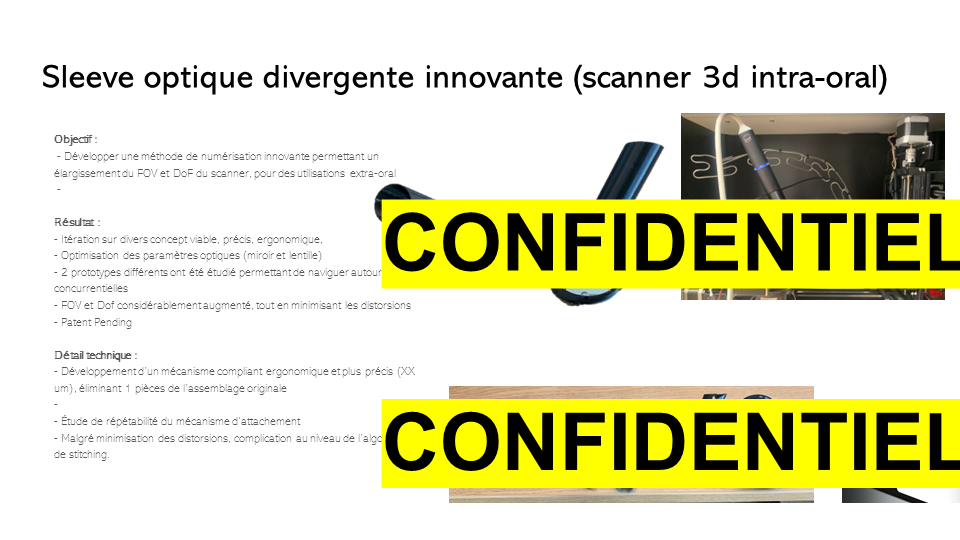 Sleeve optique divergente innovante (scanner 3d intra-oral)
Objectif :
- Développer une méthode de numérisation innovante permettant un
élargissement du FOV et DoF du scanner, pour des utilisations extra-oral
-
Résultat :
- Itération sur divers concept viable, précis, ergonomique,
- Optimisation des paramètres optiques (miroir et lentille)
- 2 prototypes différents ont été étudié permettant de naviguer autour
concurrentielles
- FOV et Dof considérablement augmenté, tout en minimisant les distorsions
- Patent Pending
Détail technique :
- Développement d'un mécanisme compliant ergonomique et plus précis (XX
um), éliminant 1 pièces de l'assemblage originale
-
- Étude de répétabilité du mécanisme d'attachement
- Malgré minimisation des distorsions, complication au niveau de
de stitching.
CONFIDENTIEL
CONFIDENTIEL